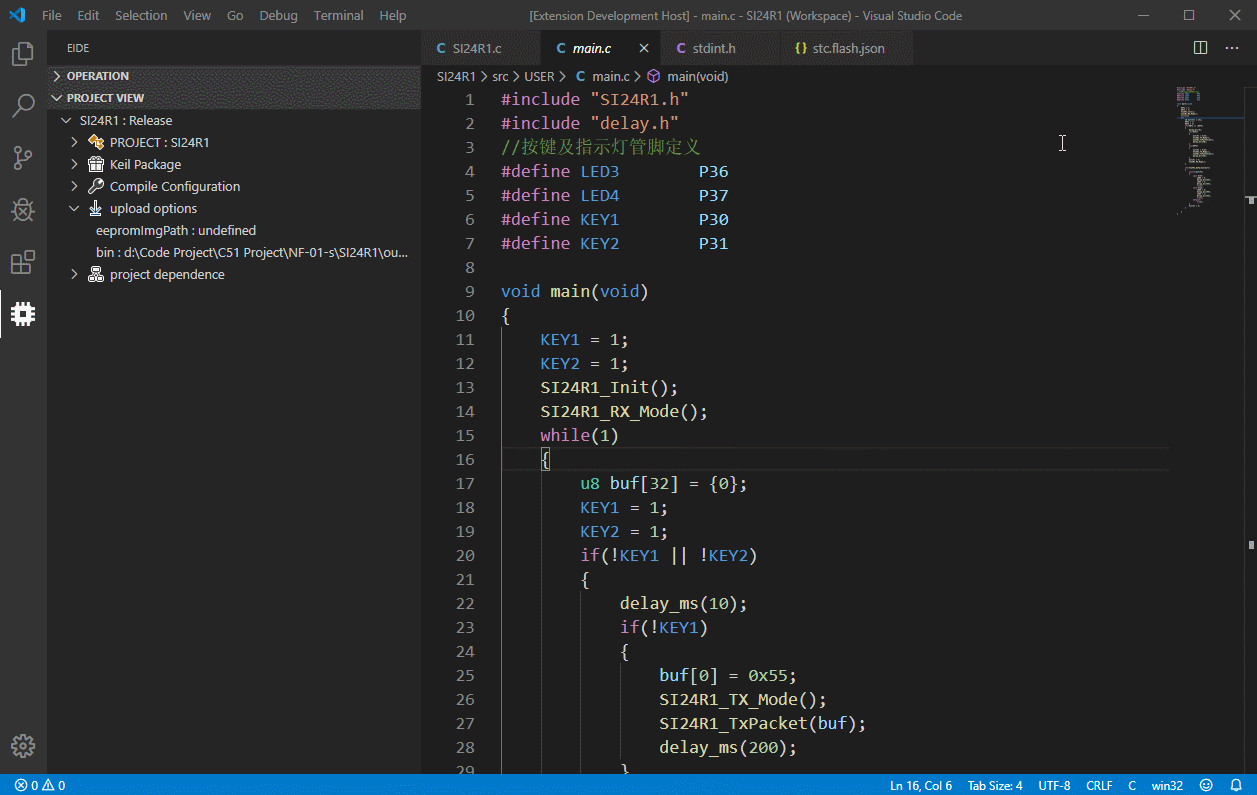 File Edit Selection View Go Debug Terminal Help [Extension Development Host] - main.c - SI24R1 (Workspace) - Visual Studio Code
EIDE
OPERATION
PROJECT VIEW
SI24R1 : Release
PROJECT : SI24R1
Keil Package
Compile Configuration
upload options
eepromImgPath : undefined
bin : d:\Code Project\C51 Project\NF-01-s\SI24R1\ou...
project dependence
C SI24R1.c C main.c C stdint.h {} stc.flash.json
SI24R1 > src > USER > C main.c > main(void)
1 #include "SI24R1.h"
2 #include "delay.h"
3 //按键及指示灯管脚定义
4 #define LED3 P36
5 #define LED4 P37
6 #define KEY1 P30
7 #define KEY2 P31
8
9 void main(void)
10 {
11 KEY1 = 1;
12 KEY2 = 1;
13 SI24R1_Init();
14 SI24R1_RX_Mode();
15 while(1)
16 {
17 u8 buf[32] = {0};
18 KEY1 = 1;
19 KEY2 = 1;
20 if(!KEY1 || !KEY2)
21 {
22 delay_ms(10);
23 if(!KEY1)
24 {
25 buf[0] = 0x55;
26 SI24R1_TX_Mode();
27 SI24R1_TxPacket(buf);
28 delay_ms(200);
29 }
0 0 Ln 16, Col 6 Tab Size: 4 UTF-8 CRLF C win32